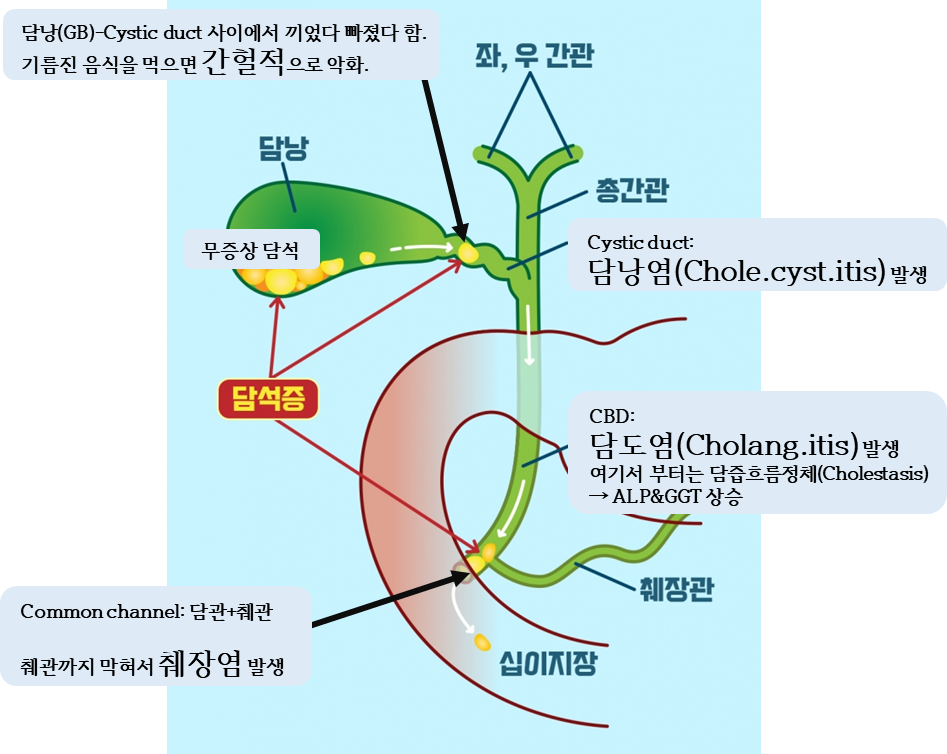 담낭(GB)-Cystic duct 사이에서 끼었다 빠졌다 함.
기름진 음식을 먹으면 간헐적으로 악화.
좌, 우 간관
담낭
총간관
무증상 담석
Cystic duct:
담낭염(Chole.cyst.itis) 발생
담석증
CBD:
담도염(Cholang.itis) 발생
여기서 부터는 담즙흐름정체(Cholestasis)
→ ALP&GGT 상승
췌장관
Common channel: 담관+췌관
췌관까지 막혀서 췌장염 발생
십이지장